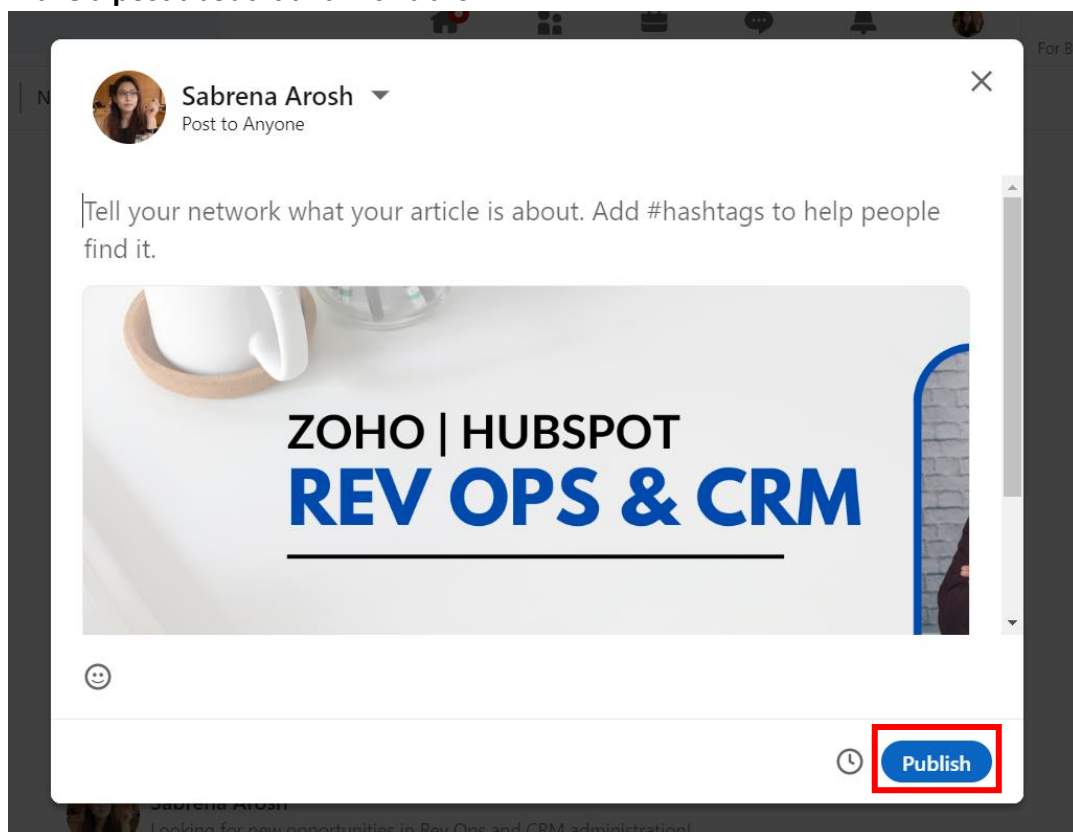 For B
N
Sabrena Arosh
Post to Anyone
Tell your network what your article is about. Add #hashtags to help people
find it.
ZOHO | HUBSPOT
REV OPS & CRM
Publish
Sabrena Arosh
Looking for new opportunities in Rev Ops and CRM administration!